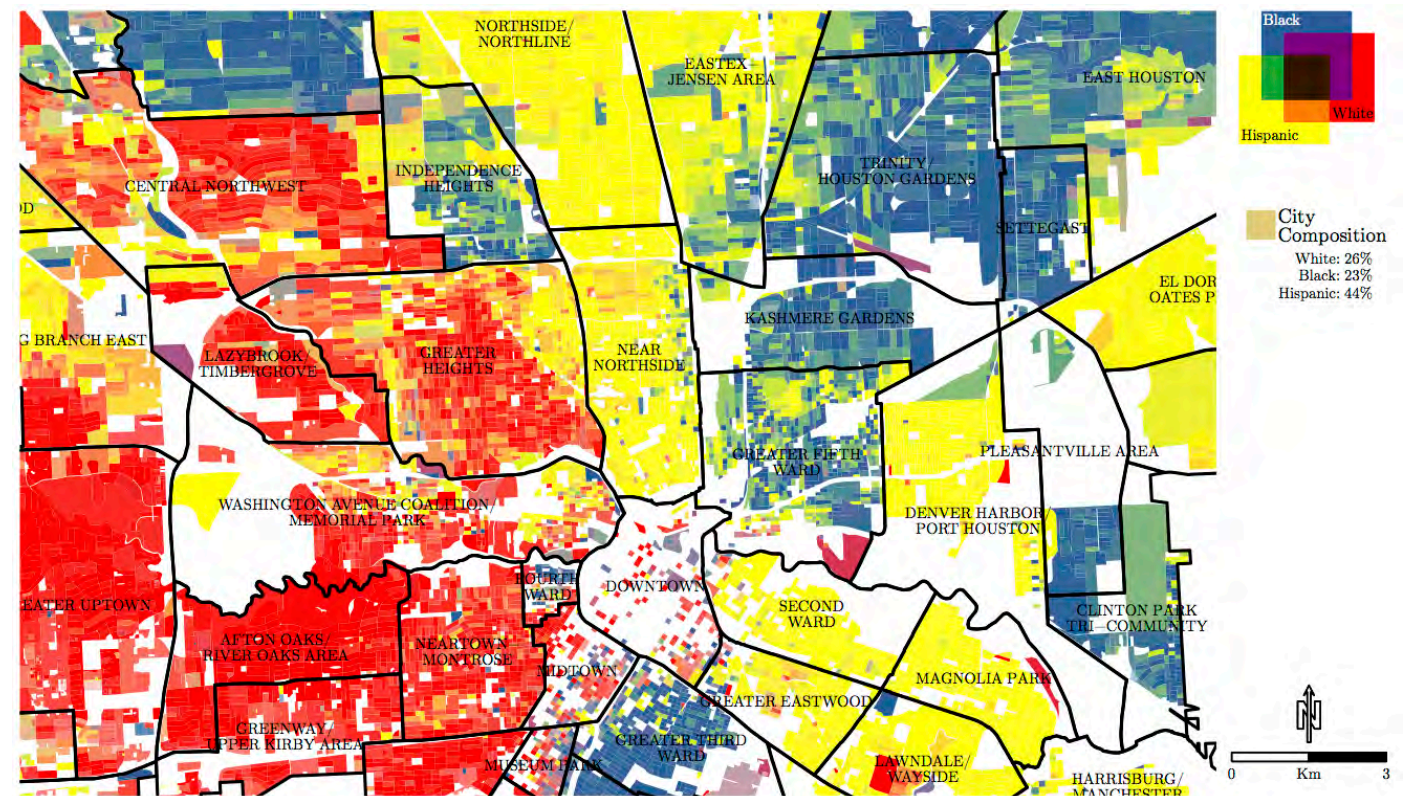 NORTHSIDE/
NORTHLINE
EASTEX
JENSEN AREA
EAST HOUSTON
Black
White
Hispanic
CENTRAL NORTHWEST
INDEPENDENCE
HEIGHTS
TRINITY/
HOUSTON GARDENS
SETTEGAST
City
Composition
White: 26%
Black: 23%
Hispanic: 44%
EL DOR
OATES P
G BRANCH EAST
LAZYBROOK/
TIMBERGROVE
GREATER
HEIGHTS
NEAR
NORTHSIDE
KASHMERE GARDENS
GREATER FIFTH
WARD
PLEASANTVILLE AREA
WASHINGTON AVENUE COALITION/
MEMORIAL PARK
DENVER HARBOR/
PORT HOUSTON
EATER UPTOWN
FOURTH
WARD
DOWNTOWN
SECOND
WARD
CLINTON PARK
TRI-COMMUNITY
AFTON OAKS/
RIVER OAKS AREA
NEARTOWN
MONTROSE
MIDTOWN
MAGNOLIA PARK
GREATER EASTWOOD
GREENWAY/
UPPER KIRBY AREA
MUSEUM PARK
GREATER THIRD
WARD
LAWNDALE/
WAYSIDE
HARRISBURG/
MANCHESTER
N
0 Km 3